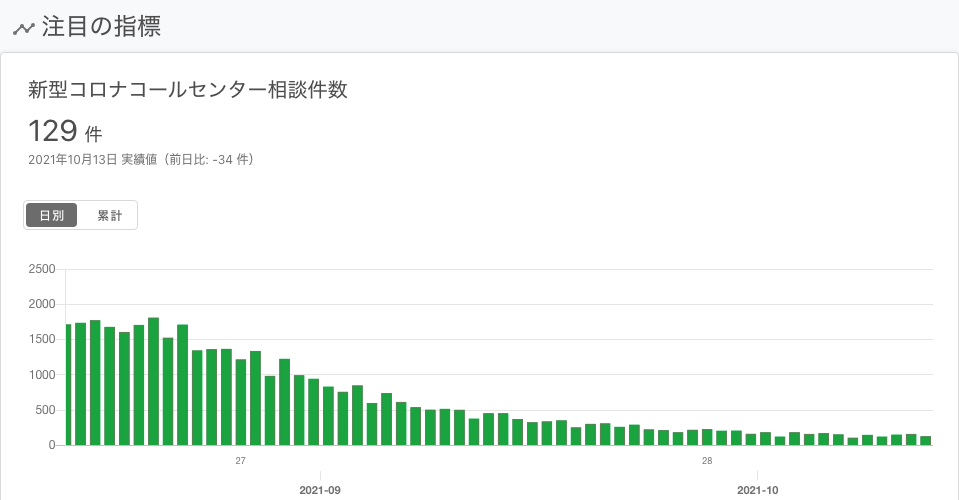 注目の指標
新型コロナコールセンター相談件数
129 件
2021年10月13日 実績値（前日比: -34 件）
日別 累計
2500
2000
1500
1000
500
0
27 28
2021-09 2021-10